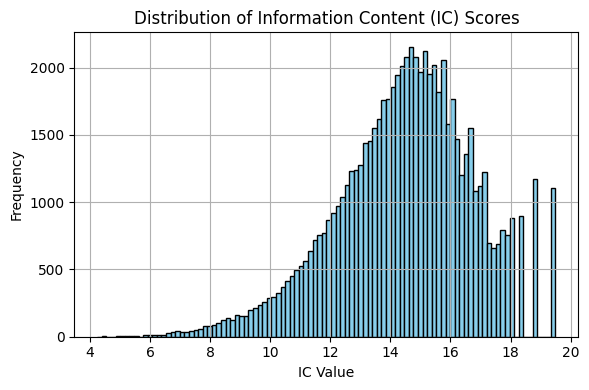 Distribution of Information Content (IC) Scores
Frequency
2000
1500
1000
500
0
4 6 8 10 12 14 16 18 20
IC Value